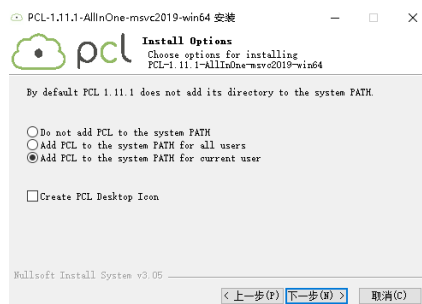 PCL-1.11.1-AllInOne-msvc2019-win64 安装
pcl
Install Options
Choose options for installing
PCL-1.11.1-AllInOne-msvc2019-win64
By default PCL 1.11.1 does not add its directory to the system PATH.
Do not add PCL to the system PATH
Add PCL to the system PATH for all users
Add PCL to the system PATH for current user
Create PCL Desktop Icon
Nullsoft Install System v3.05
< 上一步(P) 下一步(N) > 取消(C)